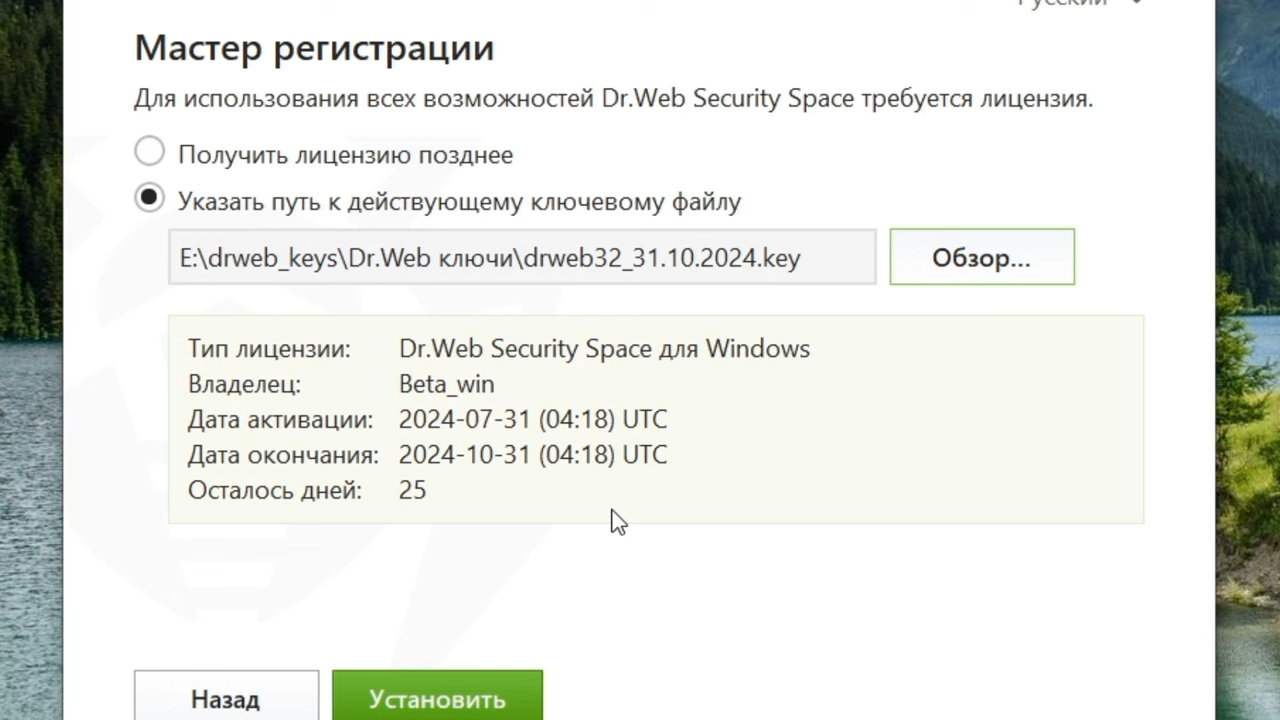 Русский
Мастер регистрации
Для использования всех возможностей Dr.Web Security Space требуется лицензия.
Получить лицензию позднее
Указать путь к действующему ключевому файлу
E:\drweb_keys\Dr.Web ключи\drweb32_31.10.2024.key
Обзор...
Тип лицензии: Dr.Web Security Space для Windows
Владелец: Beta_win
Дата активации: 2024-07-31 (04:18) UTC
Дата окончания: 2024-10-31 (04:18) UTC
Осталось дней: 25
Назад Установить